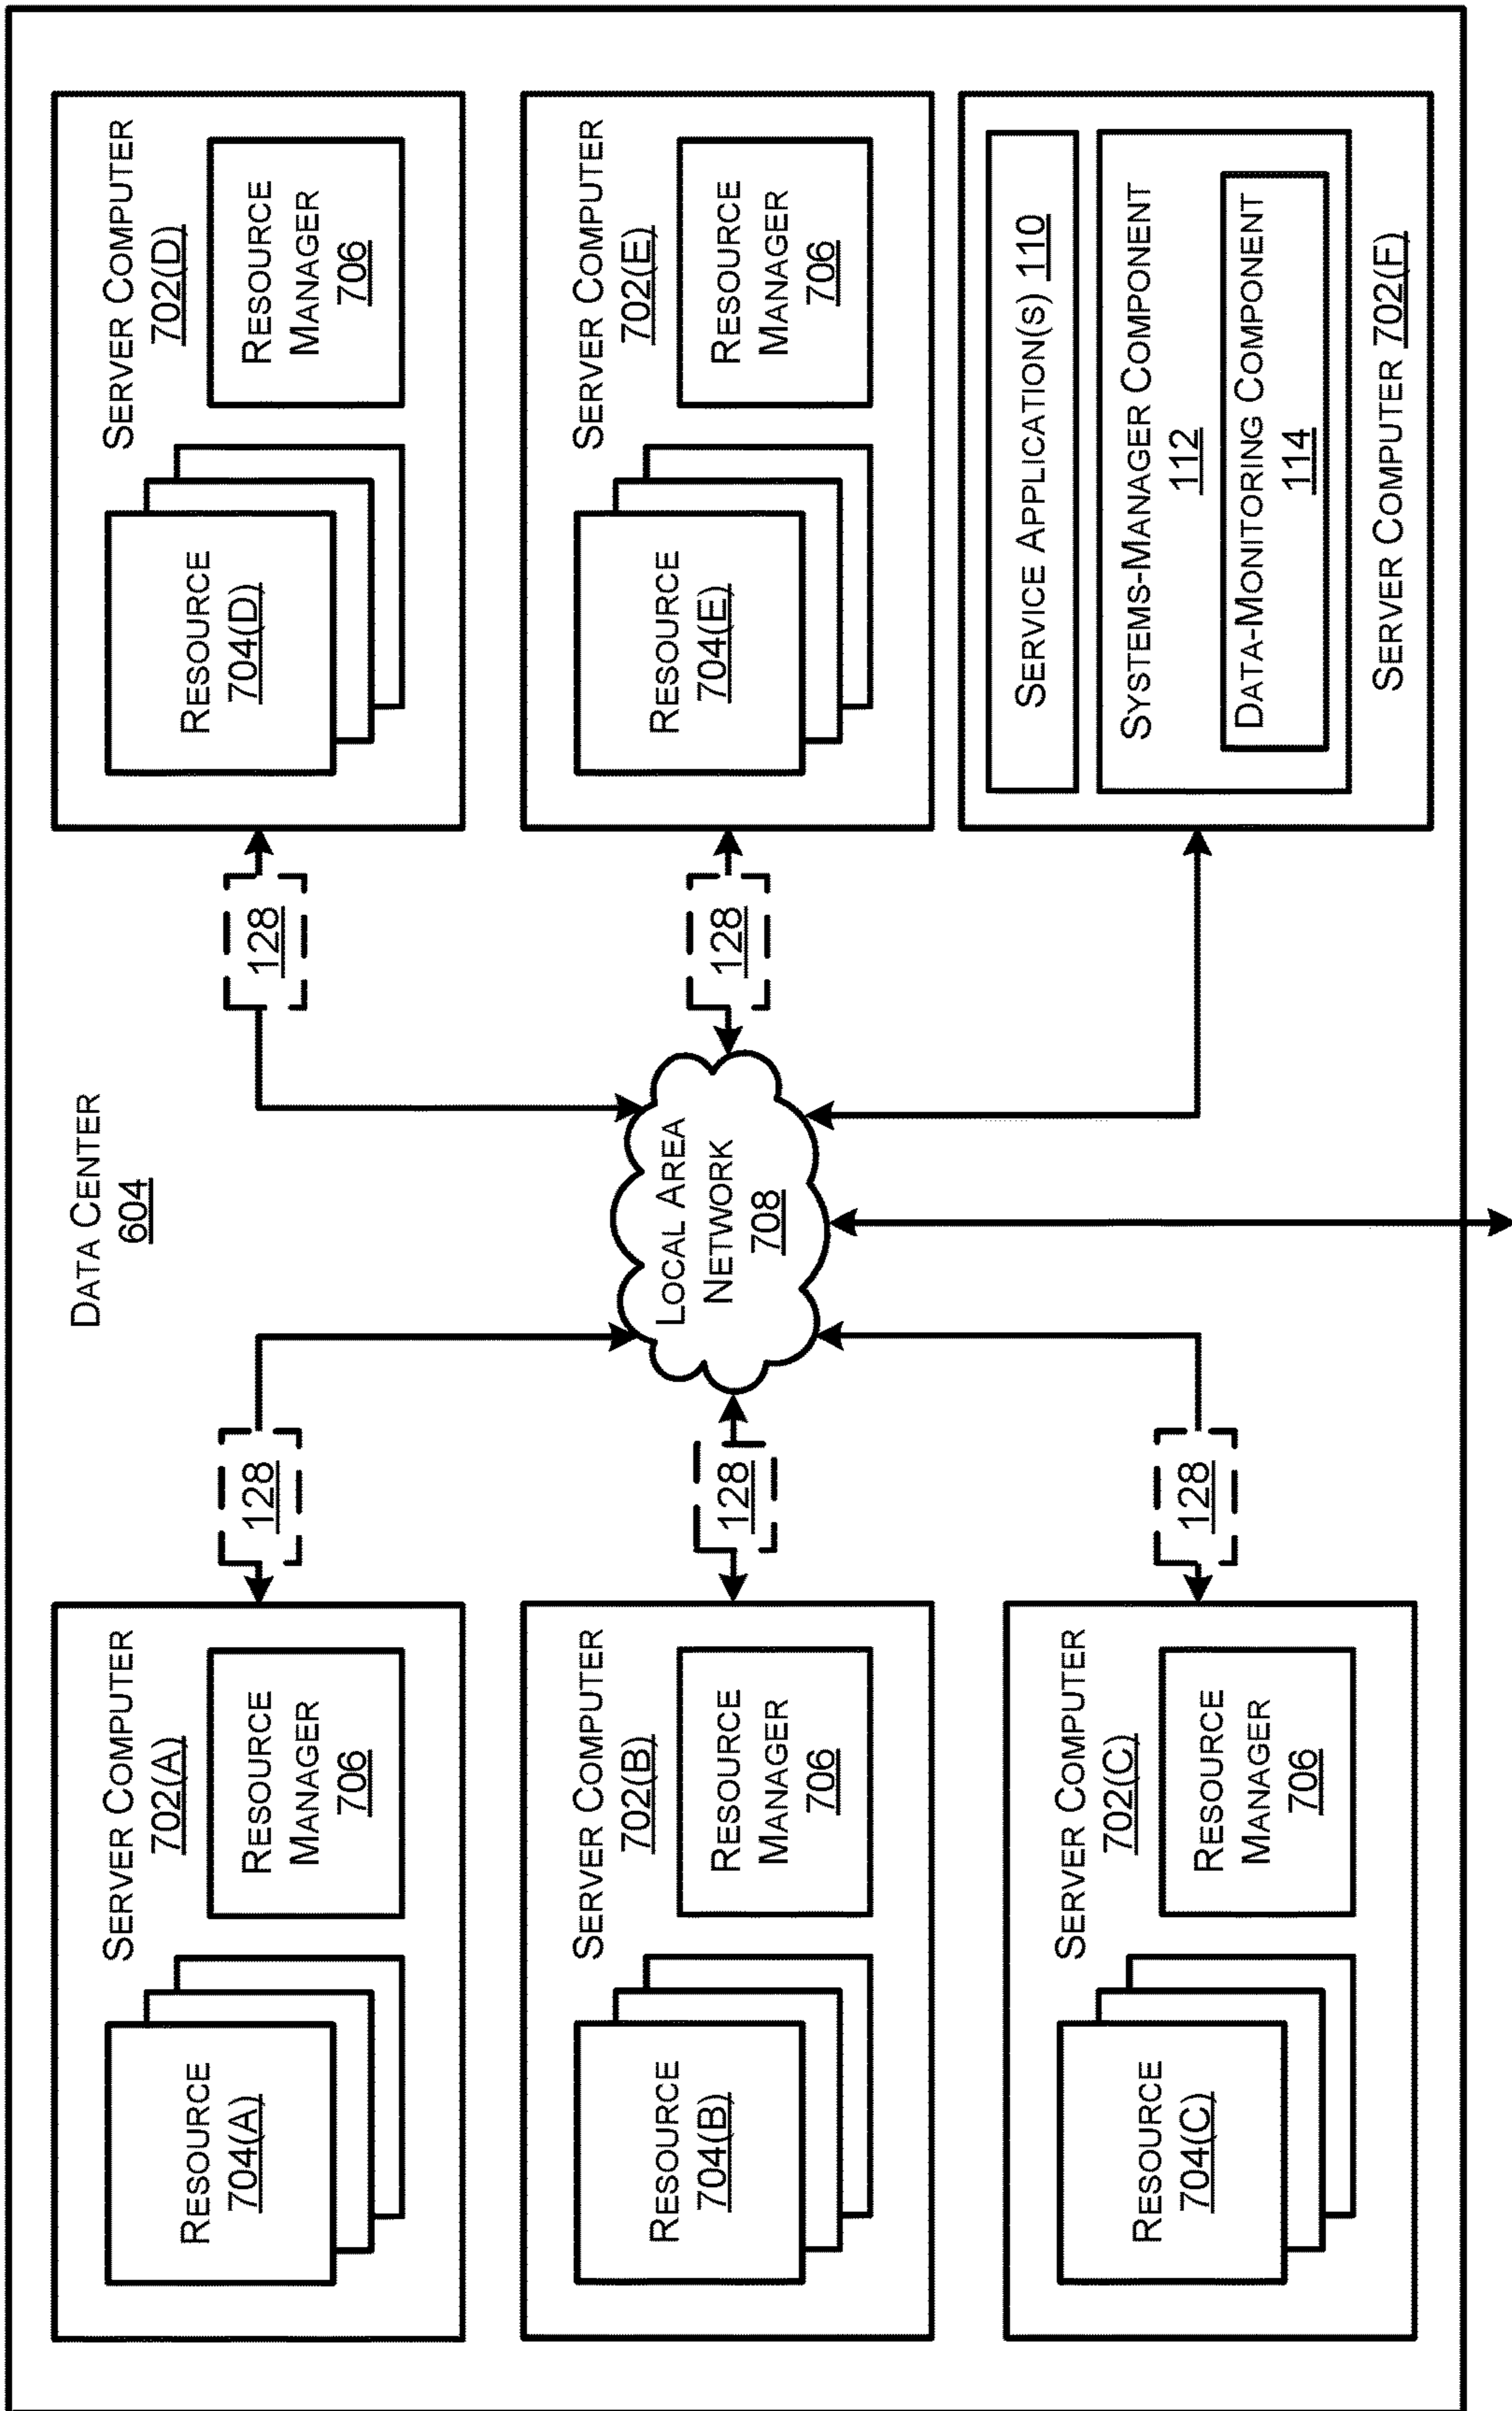 DATA CENTER
604
SERVER COMPUTER
702(A)
RESOURCE
704(A)
RESOURCE
MANAGER
706
128
SERVER COMPUTER
702(B)
RESOURCE
704(B)
RESOURCE
MANAGER
706
128
SERVER COMPUTER
702(C)
RESOURCE
704(C)
RESOURCE
MANAGER
706
128
LOCAL AREA
NETWORK
708
128
SERVER COMPUTER
702(D)
RESOURCE
704(D)
RESOURCE
MANAGER
706
128
SERVER COMPUTER
702(E)
RESOURCE
704(E)
RESOURCE
MANAGER
706
SERVICE APPLICATION(S) 110
SYSTEMS-MANAGER COMPONENT
112
DATA-MONITORING COMPONENT
114
SERVER COMPUTER 702(F)